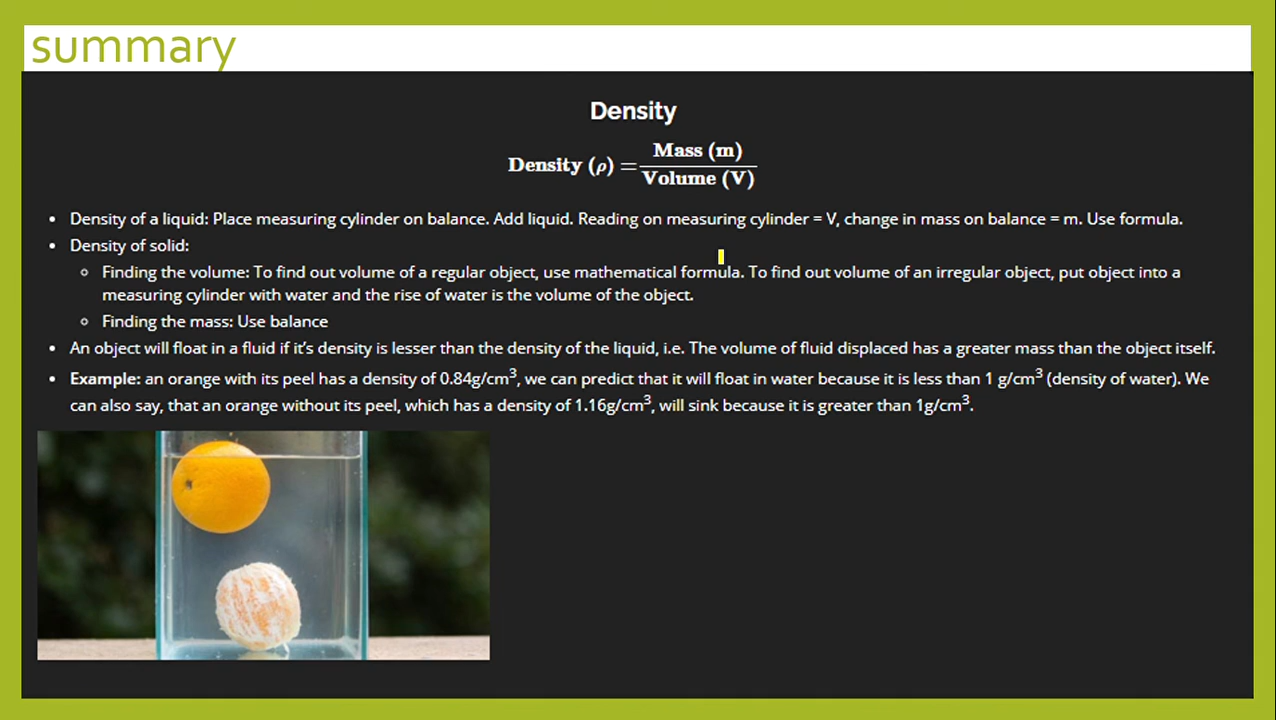 summary
Density
Density (ρ) = Mass (m) / Volume (V)
• Density of a liquid: Place measuring cylinder on balance. Add liquid. Reading on measuring cylinder = V, change in mass on balance = m. Use formula.
• Density of solid:
◦ Finding the volume: To find out volume of a regular object, use mathematical formula. To find out volume of an irregular object, put object into a
measuring cylinder with water and the rise of water is the volume of the object.
◦ Finding the mass: Use balance
• An object will float in a fluid if it's density is lesser than the density of the liquid, i.e. The volume of fluid displaced has a greater mass than the object itself.
• Example: an orange with its peel has a density of 0.84g/cm³, we can predict that it will float in water because it is less than 1 g/cm³ (density of water). We
can also say, that an orange without its peel, which has a density of 1.16g/cm³, will sink because it is greater than 1g/cm³.